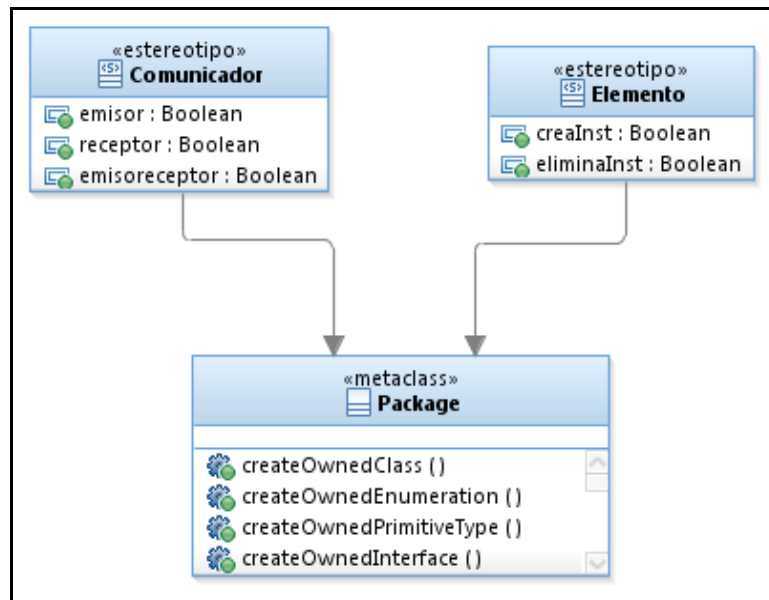 «estereotipo»
Comunicador
emisor : Boolean
receptor : Boolean
emisoreceptor : Boolean
«estereotipo»
Elemento
creaInst : Boolean
eliminaInst : Boolean
«metaclass»
Package
createOwnedClass ( )
createOwnedEnumeration ( )
createOwnedPrimitiveType ( )
createOwnedInterface ( )